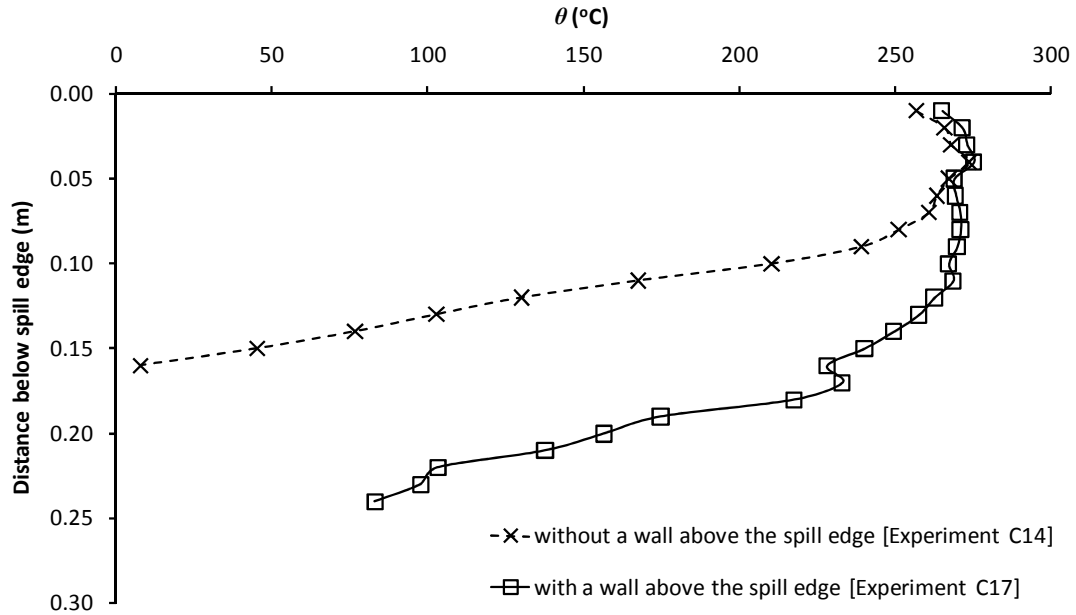 θ (°C)
0 50 100 150 200 250 300
0.00
0.05
0.10
0.15
0.20
0.25
0.30
Distance below spill edge (m)
without a wall above the spill edge [Experiment C14]
with a wall above the spill edge [Experiment C17]